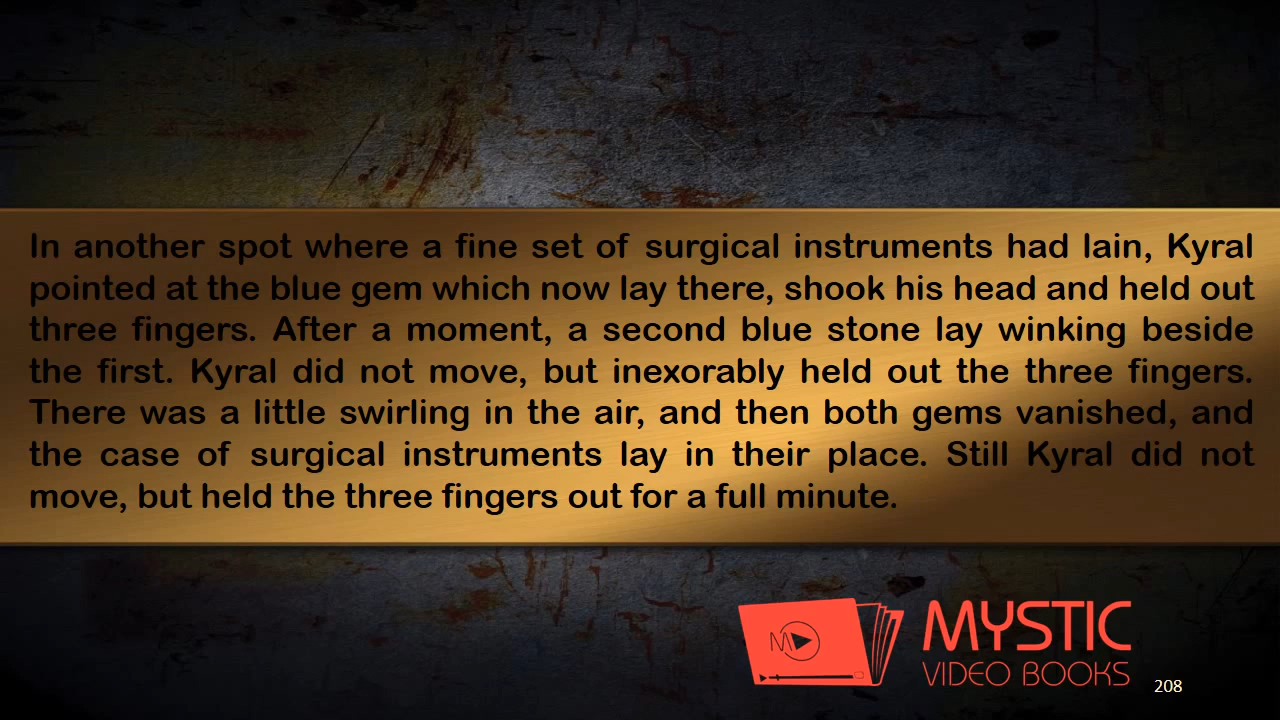 In another spot where a fine set of surgical instruments had lain, Kyral
pointed at the blue gem which now lay there, shook his head and held out
three fingers. After a moment, a second blue stone lay winking beside
the first. Kyral did not move, but inexorably held out the three fingers.
There was a little swirling in the air, and then both gems vanished, and
the case of surgical instruments lay in their place. Still Kyral did not
move, but held the three fingers out for a full minute.
M
MYSTIC
VIDEO BOOKS
208